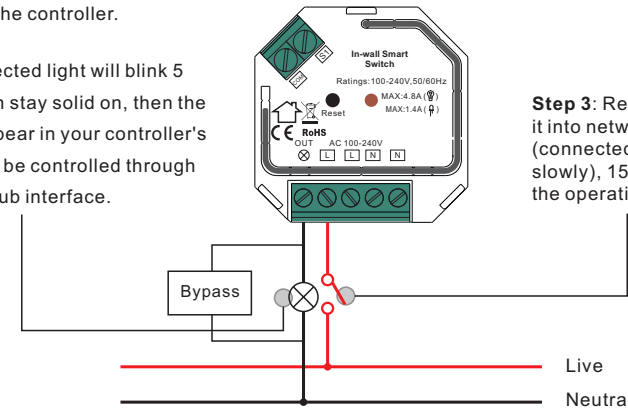 the controller.
ected light will blink 5
n stay solid on, then the
pear in your controller's
be controlled through
ub interface.
S1
COM
In-wall Smart
Switch
Ratings:100-240V,50/60Hz
MAX:4.8A ( )
MAX:1.4A ( )
Reset
RoHS
OUT AC 100-240V
L L N N
Step 3: Re
it into netw
(connected
slowly), 15
the operati
Bypass
Live
Neutra